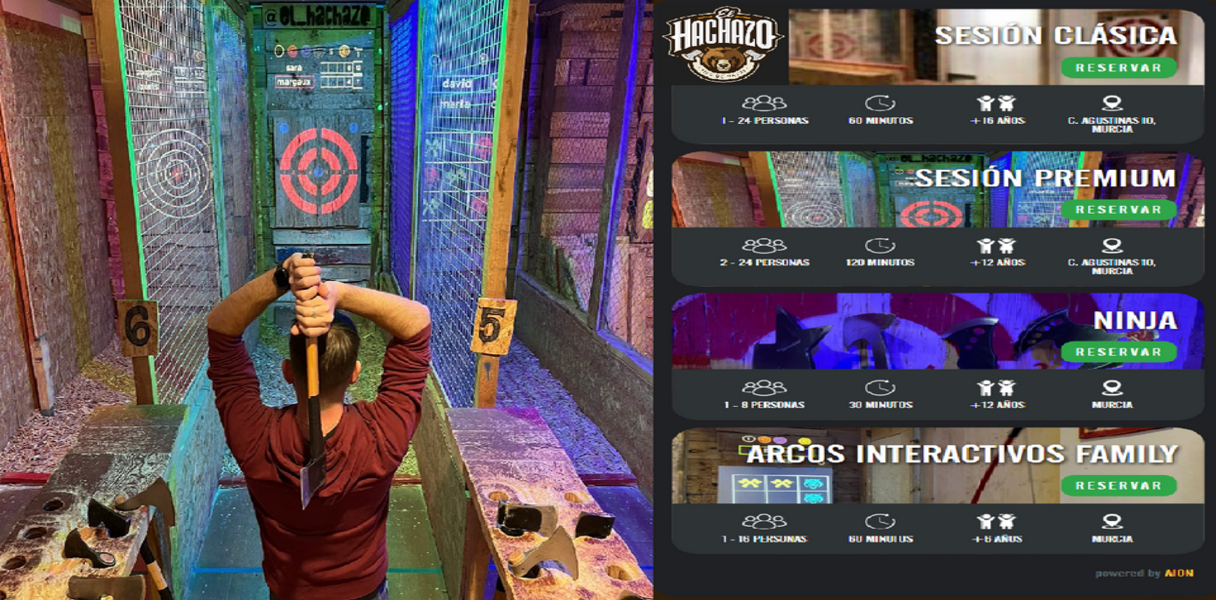 @el_hachazo
sara
margaux
david
maria
6
5
EL
HACHAZO
SESIÓN CLÁSICA
RESERVAR
1 - 24 PERSONAS
60 MINUTOS
+16 AÑOS
C. AGUSTINAS 10,
MURCIA
el_hachazo
SESIÓN PREMIUM
RESERVAR
2 - 24 PERSONAS
120 MINUTOS
+12 AÑOS
C. AGUSTINAS 10,
MURCIA
NINJA
RESERVAR
1 - 8 PERSONAS
30 MINUTOS
+12 AÑOS
MURCIA
ARCOS INTERACTIVOS FAMILY
RESERVAR
1 - 16 PERSONAS
60 MINUTOS
+6 AÑOS
MURCIA
powered by AION